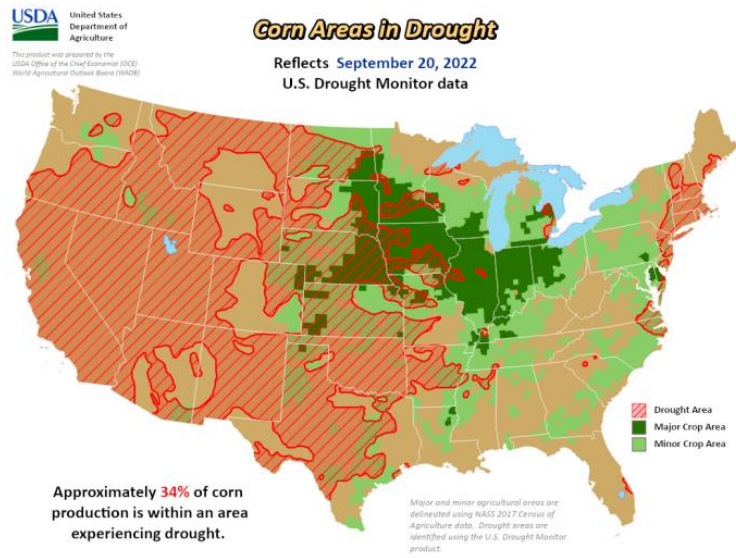 USDA
United States
Department of
Agriculture
This product was prepared by the
USDA Office of the Chief Economist (OCE)
World Agricultural Outlook Board (WAOB)
Corn Areas in Drought
Reflects September 20, 2022
U.S. Drought Monitor data
Drought Area
Major Crop Area
Minor Crop Area
Approximately 34% of corn
production is within an area
experiencing drought.
Major and minor agricultural areas are
delineated using NASS 2017 Census of
Agriculture data. Drought areas are
identified using the U.S. Drought Monitor
product.